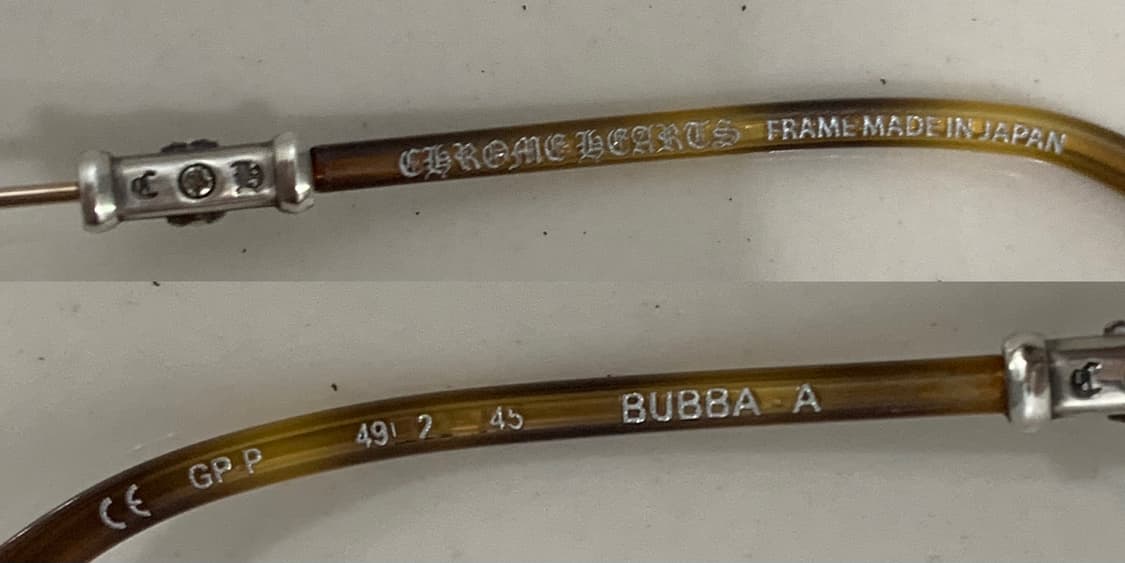 CHROME HEARTS FRAME MADE IN JAPAN
CE GP-P 49 2 45 BUBBA-A